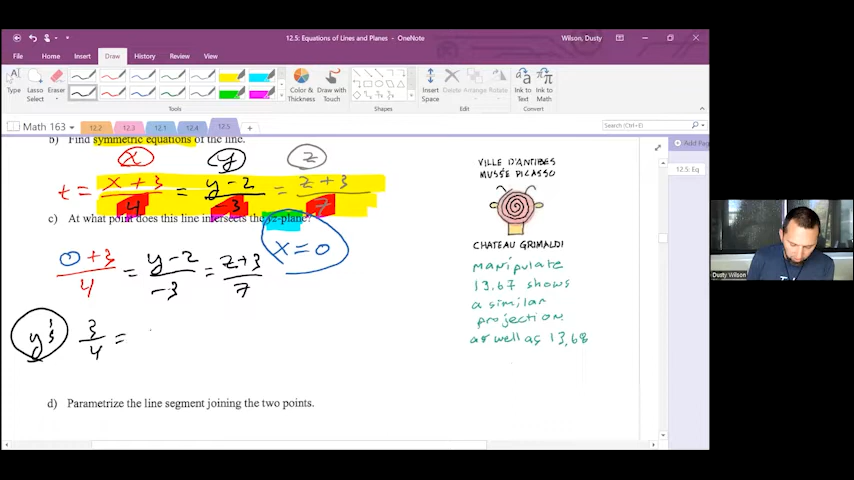 12.5: Equations of Lines and Planes - OneNote
Wilson, Dusty
File Home Insert Draw History Review View
Type
Lasso Select
Eraser
Color & Thickness
Draw with Touch
Insert Space
Delete
Arrange
Rotate
Ink to Text
Ink to Math
Tools
Shapes
Edit
Convert
Math 163
12.2 12.3 12.1 12.4 12.5 +
Search (Ctrl+E)
Add Page
12.5: Eq
b) Find symmetric equations of the line.
x y z
t = (x + 3)/4 = (y - 2)/-3 = (z + 3)/7
c) At what point does this line intersects the yz-plane?
x = 0
(0 + 3)/4 = (y - 2)/-3 = (z + 3)/7
y's 3/4 =
d) Parametrize the line segment joining the two points.
VILLE D'ANTIBES
MUSÉE PICASSO
CHATEAU GRIMALDI
manipulate
13.67 shows
a similar
projection
as well as 13.68
Dusty Wilson